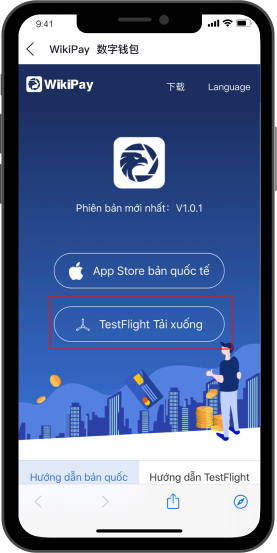 9:41
WikiPay 数字钱包
WikiPay 下载 Language
Phiên bản mới nhất: V1.0.1
App Store bản quốc tế
TestFlight Tải xuống
Hướng dẫn bản quốc Hướng dẫn TestFlight